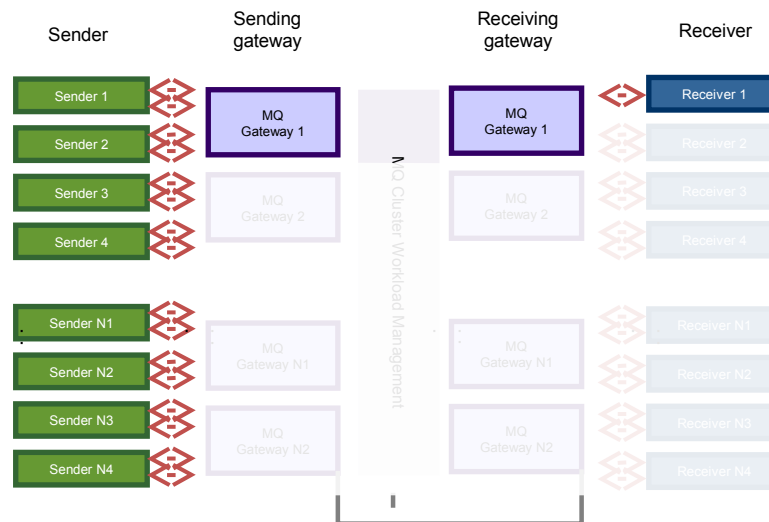 Sender
Sending
gateway
Receiving
gateway
Receiver
Sender 1
Sender 2
Sender 3
Sender 4
Sender N1
Sender N2
Sender N3
Sender N4
MQ
Gateway 1
MQ
Gateway 2
MQ
Gateway N1
MQ
Gateway N2
MQ Cluster Workload Management
MQ
Gateway 1
MQ
Gateway 2
MQ
Gateway N1
MQ
Gateway N2
Receiver 1
Receiver 2
Receiver 3
Receiver 4
Receiver N1
Receiver N2
Receiver N3
Receiver N4